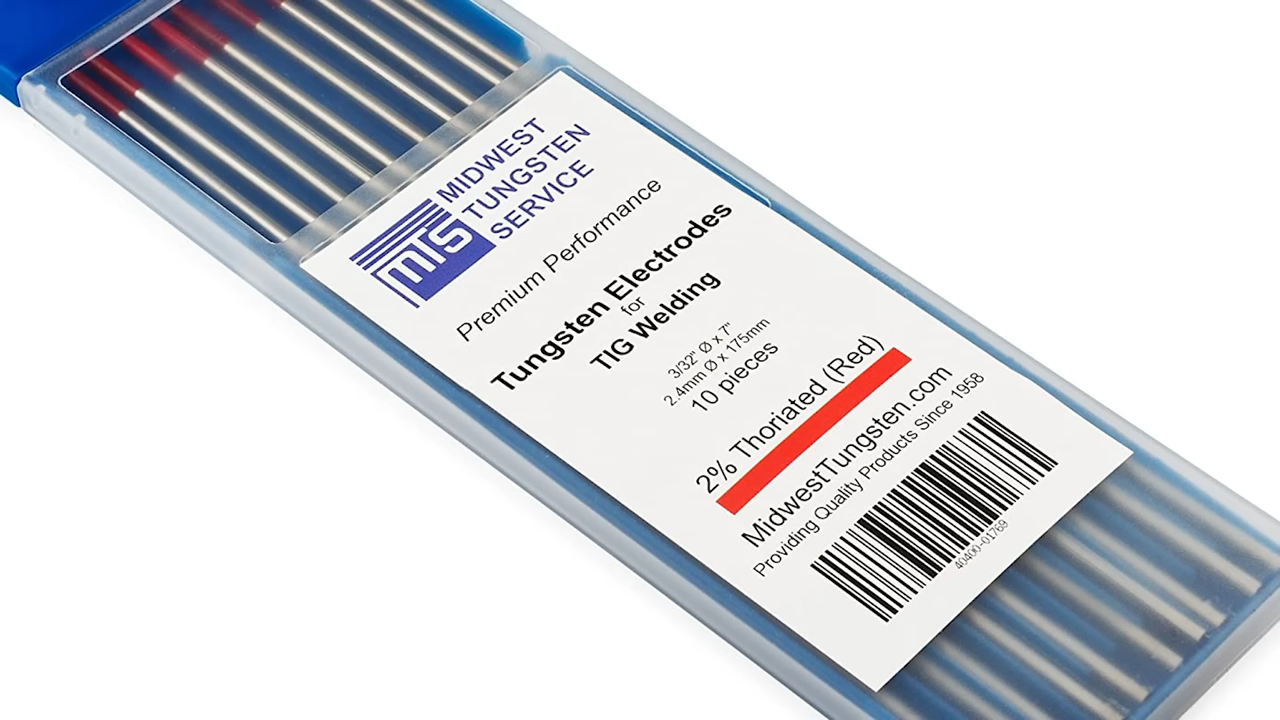 MTS
MIDWEST
TUNGSTEN
SERVICE
Premium Performance
Tungsten Electrodes
for
TIG Welding
3/32" Ø x 7"
2.4mm Ø x 175mm
10 pieces
2% Thoriated (Red)
MidwestTungsten.com
Providing Quality Products Since 1958
40400-01769